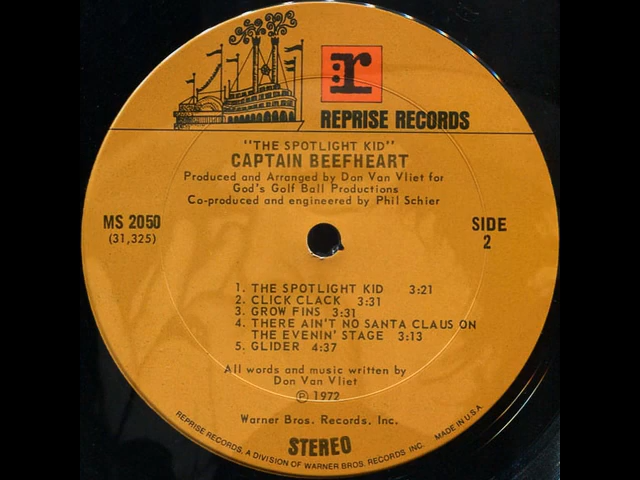 r
REPRISE RECORDS
"THE SPOTLIGHT KID"
CAPTAIN BEEFHEART
Produced and Arranged by Don Van Vliet for
God's Golf Ball Productions
Co-produced and engineered by Phil Schier
MS 2050
(31,325)
SIDE
2
1. THE SPOTLIGHT KID 3:21
2. CLICK CLACK 3:31
3. GROW FINS 3:31
4. THERE AIN'T NO SANTA CLAUS ON
THE EVENIN' STAGE 3:13
5. GLIDER 4:37
All words and music written by
Don Van Vliet
℗ 1972
Warner Bros. Records, Inc.
STEREO
REPRISE RECORDS, A DIVISION OF WARNER BROS. RECORDS INC. MADE IN U.S.A.